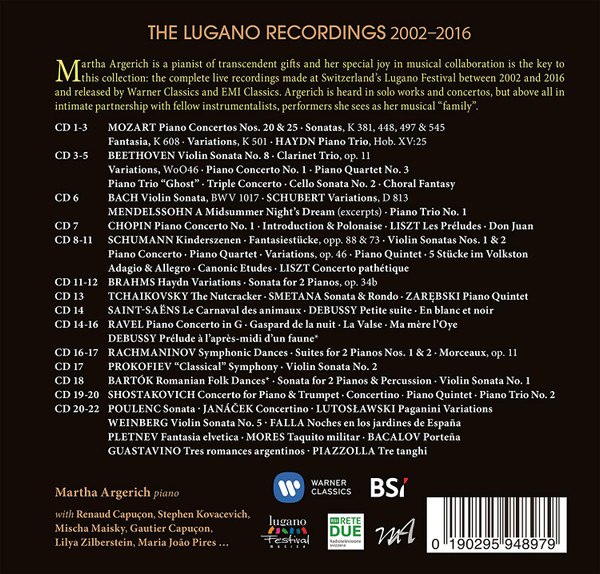 THE LUGANO RECORDINGS 2002–2016
Martha Argerich is a pianist of transcendent gifts and her special joy in musical collaboration is the key to
this collection: the complete live recordings made at Switzerland's Lugano Festival between 2002 and 2016
and released by Warner Classics and EMI Classics. Argerich is heard in solo works and concertos, but above all in
intimate partnership with fellow instrumentalists, performers she sees as her musical “family”.
CD 1-3 MOZART Piano Concertos Nos. 20 & 25 · Sonatas, K 381, 448, 497 & 545
Fantasia, K 608 · Variations, K 501 · HAYDN Piano Trio, Hob. XV:25
CD 3-5 BEETHOVEN Violin Sonata No. 8 · Clarinet Trio, op. 11
Variations, WoO46 · Piano Concerto No. 1 · Piano Quartet No. 3
Piano Trio “Ghost” · Triple Concerto · Cello Sonata No. 2 · Choral Fantasy
CD 6 BACH Violin Sonata, BWV 1017 · SCHUBERT Variations, D 813
MENDELSSOHN A Midsummer Night's Dream (excerpts) · Piano Trio No. 1
CD 7 CHOPIN Piano Concerto No. 1 · Introduction & Polonaise · LISZT Les Préludes · Don Juan
CD 8-11 SCHUMANN Kinderszenen · Fantasiestücke, opp. 88 & 73 · Violin Sonatas Nos. 1 & 2
Piano Concerto · Piano Quartet · Variations, op. 46 · Piano Quintet · 5 Stücke im Volkston
Adagio & Allegro · Canonic Etudes · LISZT Concerto pathétique
CD 11-12 BRAHMS Haydn Variations · Sonata for 2 Pianos, op. 34b
CD 13 TCHAIKOVSKY The Nutcracker · SMETANA Sonata & Rondo · ZARĘBSKI Piano Quintet
CD 14 SAINT-SAËNS Le Carnaval des animaux · DEBUSSY Petite suite · En blanc et noir
CD 14-16 RAVEL Piano Concerto in G · Gaspard de la nuit · La Valse · Ma mère l'Oye
DEBUSSY Prélude à l'après-midi d'un faune*
CD 16-17 RACHMANINOV Symphonic Dances · Suites for 2 Pianos Nos. 1 & 2 · Morceaux, op. 11
CD 17 PROKOFIEV “Classical” Symphony · Violin Sonata No. 2
CD 18 BARTÓK Romanian Folk Dances* · Sonata for 2 Pianos & Percussion · Violin Sonata No. 1
CD 19-20 SHOSTAKOVICH Concerto for Piano & Trumpet · Concertino · Piano Quintet · Piano Trio No. 2
CD 20-22 POULENC Sonata · JANÁČEK Concertino · LUTOSŁAWSKI Paganini Variations
WEINBERG Violin Sonata No. 5 · FALLA Noches en los jardines de España
PLETNEV Fantasia elvetica · MORES Taquito militar · BACALOV Porteña
GUASTAVINO Tres romances argentinos · PIAZZOLLA Tre tanghi
Martha Argerich piano
with Renaud Capuçon, Stephen Kovacevich,
Mischa Maisky, Gautier Capuçon,
Lilya Zilberstein, Maria João Pires ...
WARNER
CLASSICS
BSI
lugano
Festival
MUSICA
RETE
DUE
0 190295 948979